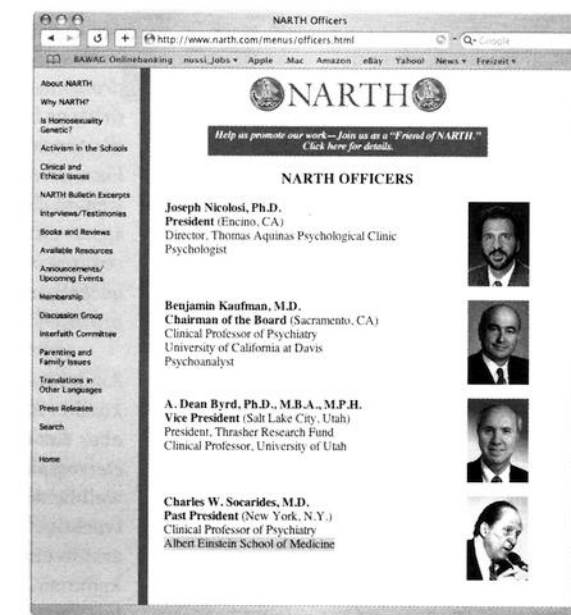 NARTH Officers
http://www.narth.com/menus/officers.html
Q- Google
BAWAG Onlinebanking nussi_Jobs Apple .Mac Amazon eBay Yahoo! News Freizeit
About NARTH
Why NARTH?
Is Homosexuality
Genetic?
Activism in the Schools
Clinical and
Ethical Issues
NARTH Bulletin Excerpts
Interviews/Testimonies
Books and Reviews
Available Resources
Announcements/
Upcoming Events
Membership
Discussion Group
Interfaith Committee
Parenting and
Family Issues
Translations in
Other Languages
Press Releases
Search
Home
NARTH
Help us promote our work—Join us as a "Friend of NARTH."
Click here for details.
NARTH OFFICERS
Joseph Nicolosi, Ph.D.
President (Encino, CA)
Director, Thomas Aquinas Psychological Clinic
Psychologist
Benjamin Kaufman, M.D.
Chairman of the Board (Sacramento, CA)
Clinical Professor of Psychiatry
University of California at Davis
Psychoanalyst
A. Dean Byrd, Ph.D., M.B.A., M.P.H.
Vice President (Salt Lake City, Utah)
President, Thrasher Research Fund
Clinical Professor, University of Utah
Charles W. Socarides, M.D.
Past President (New York, N.Y.)
Clinical Professor of Psychiatry
Albert Einstein School of Medicine